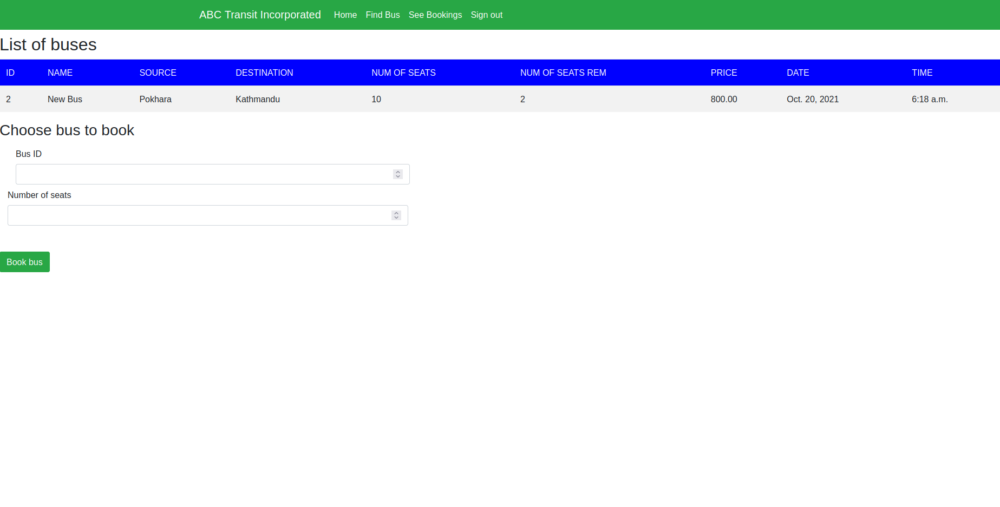 ABC Transit Incorporated Home Find Bus See Bookings Sign out
List of buses
ID NAME SOURCE DESTINATION NUM OF SEATS NUM OF SEATS REM PRICE DATE TIME
2 New Bus Pokhara Kathmandu 10 2 800.00 Oct. 20, 2021 6:18 a.m.
Choose bus to book
Bus ID
Number of seats
Book bus